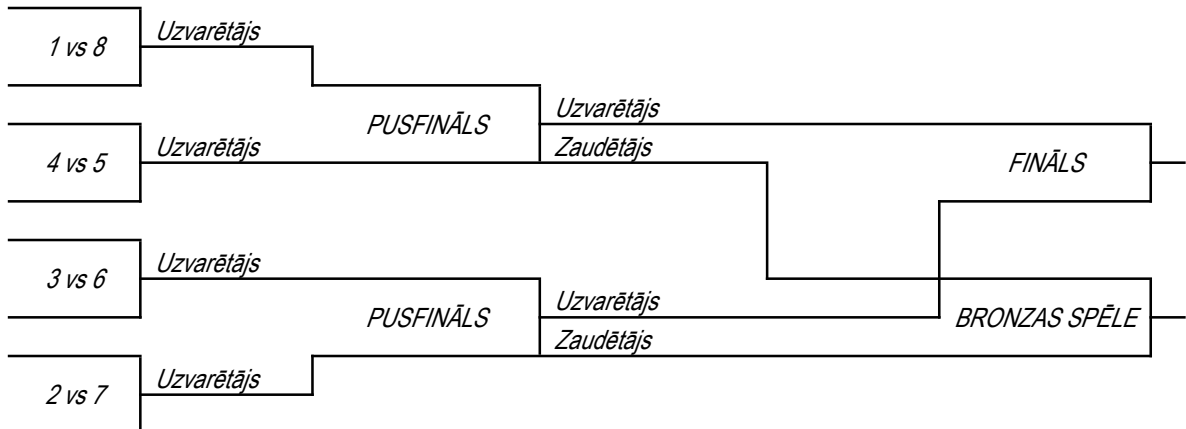 1 vs 8
Uzvarētājs
4 vs 5
Uzvarētājs
PUSFINĀLS
Uzvarētājs
Zaudētājs
FINĀLS
3 vs 6
Uzvarētājs
2 vs 7
Uzvarētājs
PUSFINĀLS
Uzvarētājs
Zaudētājs
BRONZAS SPĒLE